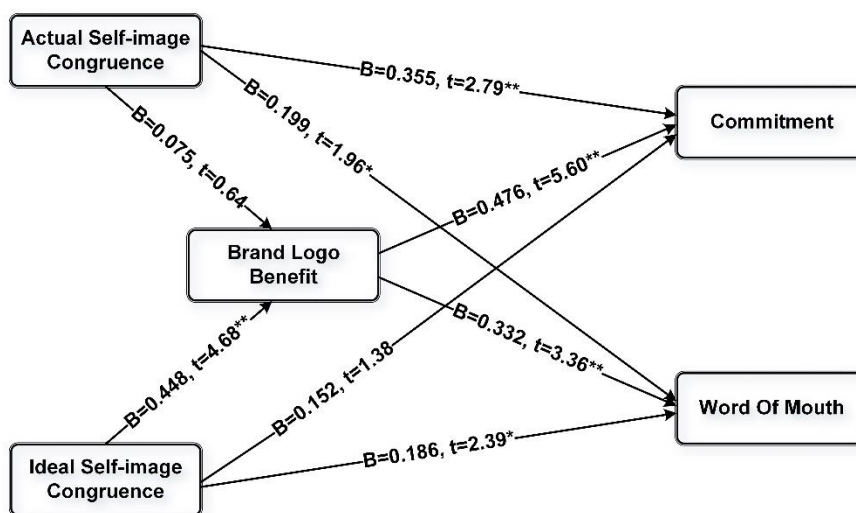 Actual Self-image
Congruence
B=0.355, t=2.79**
B=0.199, t=1.96*
B=0.075, t=0.64
Commitment
B=0.476, t=5.60**
Brand Logo
Benefit
B=0.332, t=3.36**
B=0.448, t=4.68**
B=0.152, t=1.38
Word Of Mouth
B=0.186, t=2.39*
Ideal Self-image
Congruence